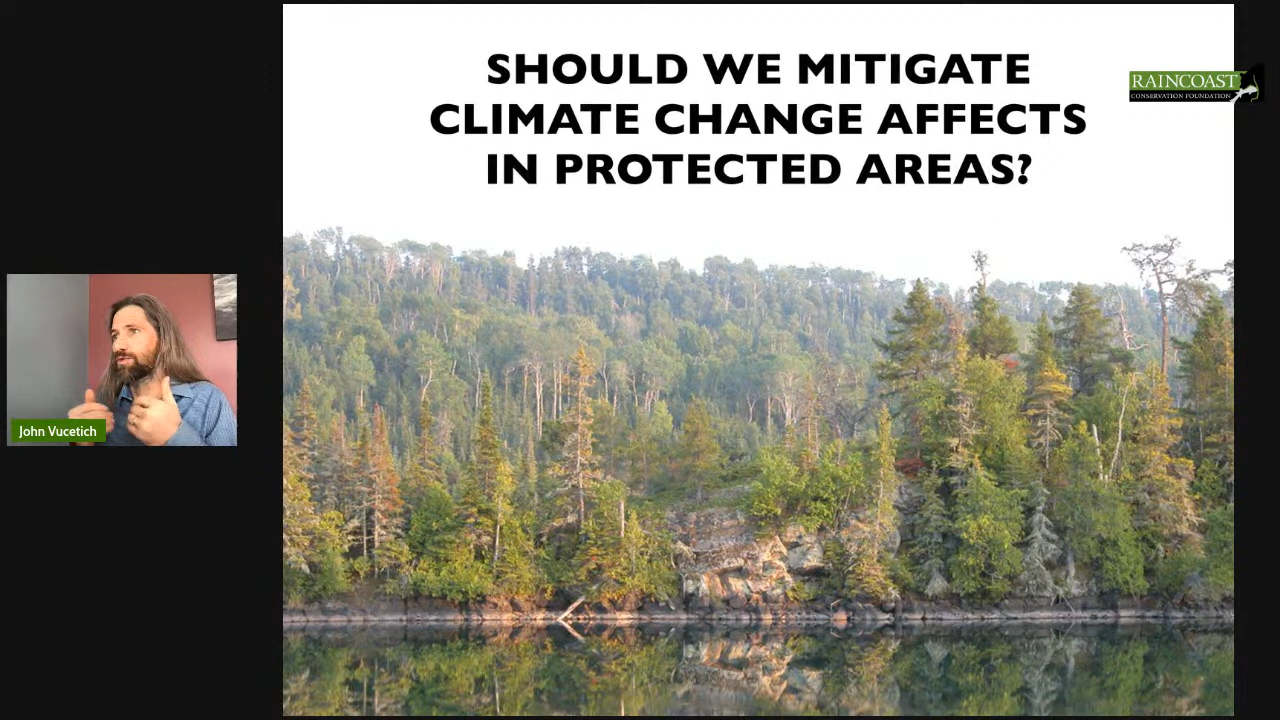 SHOULD WE MITIGATE
CLIMATE CHANGE AFFECTS
IN PROTECTED AREAS?
RAINCOAST
CONSERVATION FOUNDATION
John Vucetich